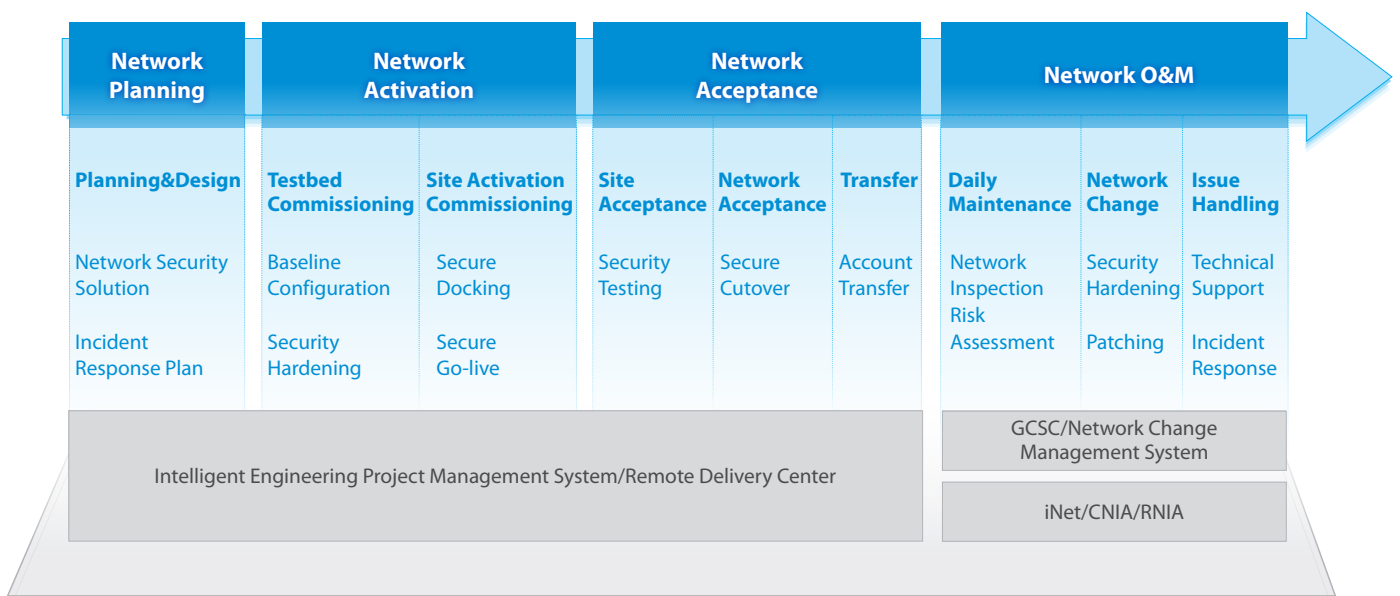 Network
Planning
Network
Activation
Network
Acceptance
Network O&M
Planning&Design
Network Security
Solution
Incident
Response Plan
Testbed
Commissioning
Baseline
Configuration
Security
Hardening
Site Activation
Commissioning
Secure
Docking
Secure
Go-live
Site
Acceptance
Security
Testing
Network
Acceptance
Secure
Cutover
Transfer
Account
Transfer
Daily
Maintenance
Network
Inspection
Risk
Assessment
Network
Change
Security
Hardening
Patching
Issue
Handling
Technical
Support
Incident
Response
Intelligent Engineering Project Management System/Remote Delivery Center
GCSC/Network Change
Management System
iNet/CNIA/RNIA